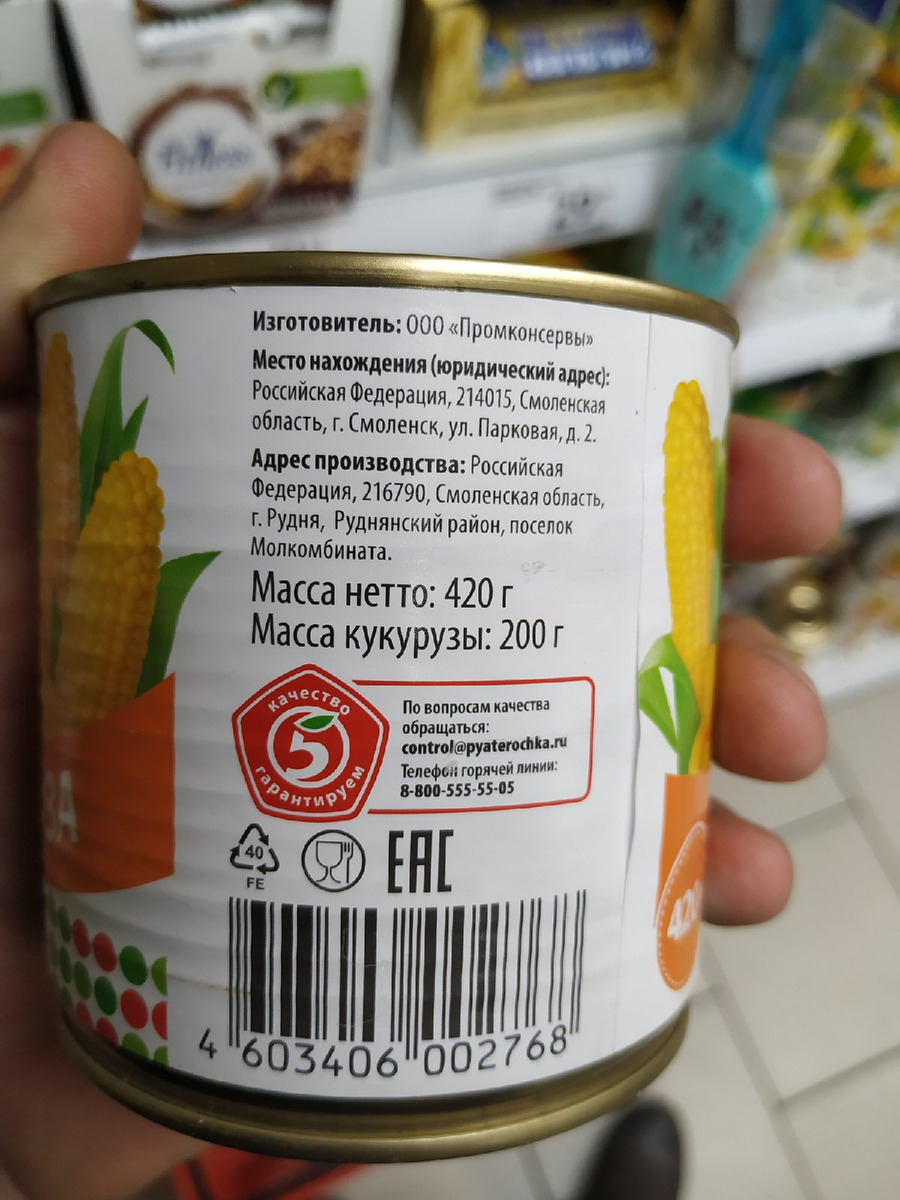 Изготовитель: ООО «Промконсервы»
Место нахождения (юридический адрес):
Российская Федерация, 214015, Смоленская
область, г. Смоленск, ул. Парковая, д. 2.
Адрес производства: Российская
Федерация, 216790, Смоленская область,
г. Рудня, Руднянский район, поселок
Молкомбината.
Масса нетто: 420 г
Масса кукурузы: 200 г
качество
5
гарантируем
По вопросам качества
обращаться:
control@pyaterochka.ru
Телефон горячей линии:
8-800-555-55-05
40
FE
EAC
4 603406 002768
420